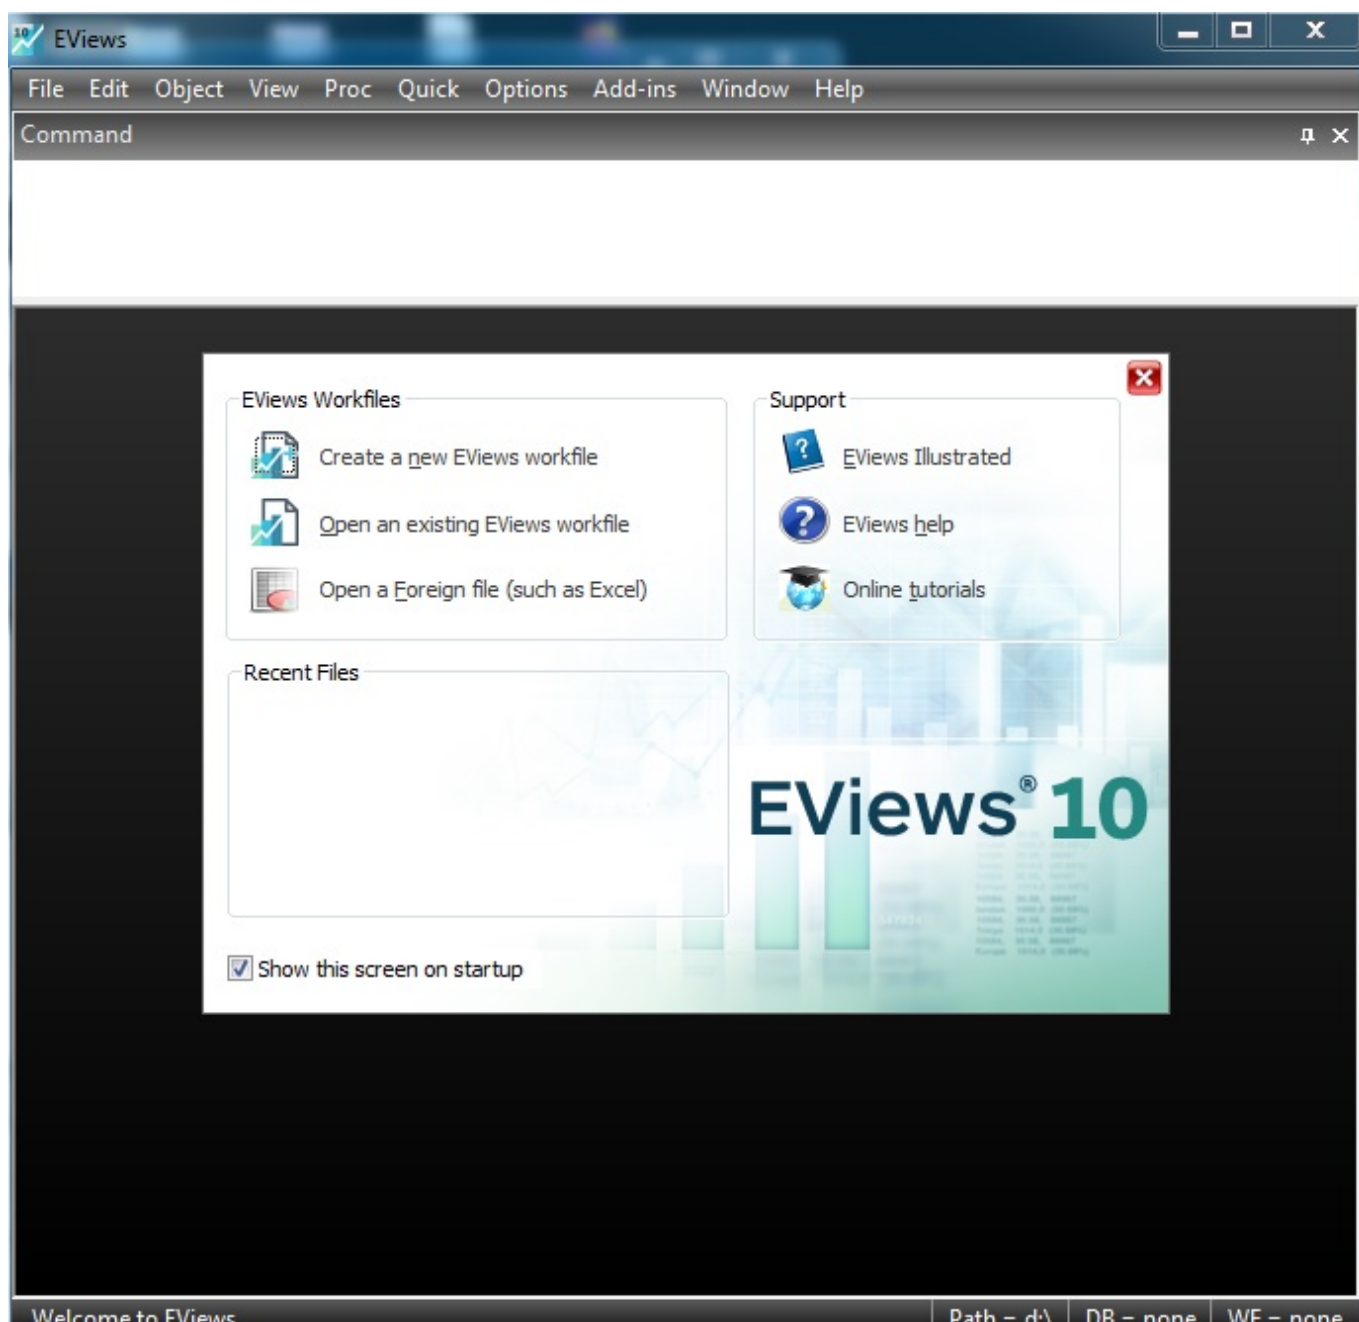 10
EViews
File Edit Object View Proc Quick Options Add-ins Window Help
Command
EViews Workfiles
Create a new EViews workfile
Open an existing EViews workfile
Open a Foreign file (such as Excel)
Support
EViews Illustrated
EViews help
Online tutorials
Recent Files
EViews® 10
Show this screen on startup
Welcome to EViews
Path = d:\ DB = none WF = none